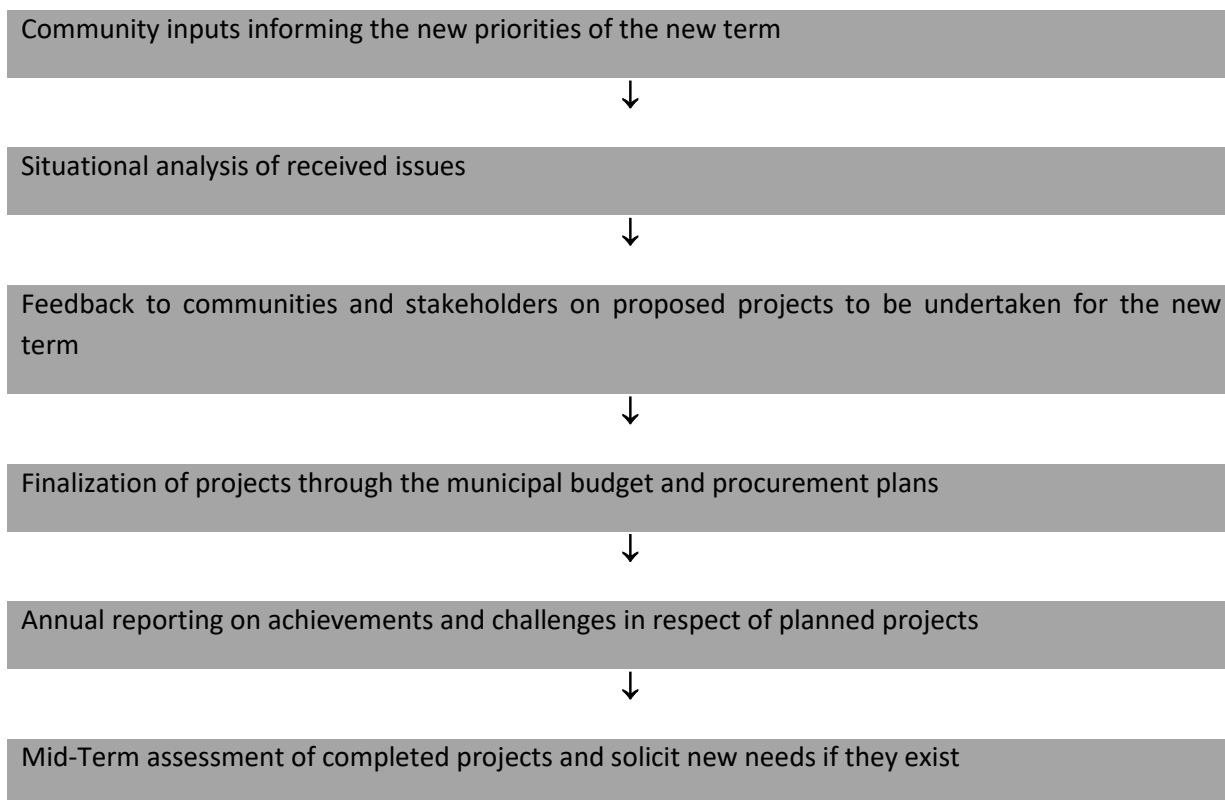 Community inputs informing the new priorities of the new term
↓
Situational analysis of received issues
↓
Feedback to communities and stakeholders on proposed projects to be undertaken for the new
term
↓
Finalization of projects through the municipal budget and procurement plans
↓
Annual reporting on achievements and challenges in respect of planned projects
↓
Mid-Term assessment of completed projects and solicit new needs if they exist